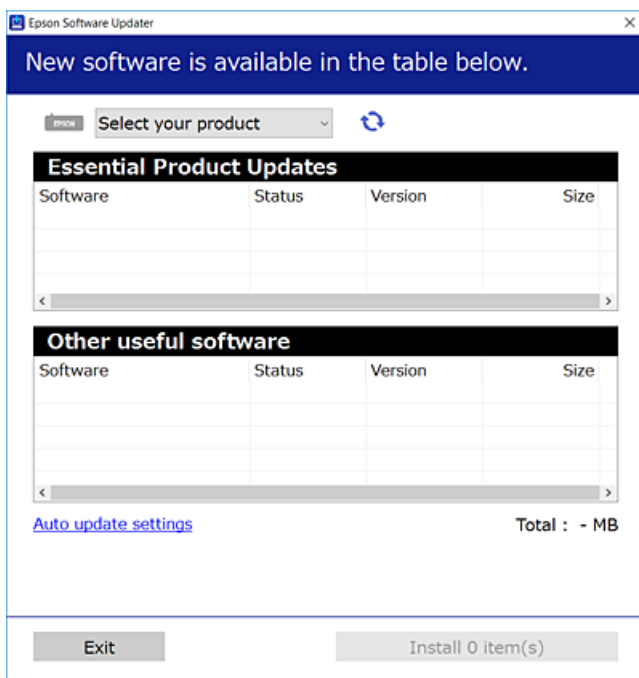 Epson Software Updater
New software is available in the table below.
EPSON Select your product
Essential Product Updates
Software Status Version Size
Other useful software
Software Status Version Size
Auto update settings Total : - MB
Exit Install 0 item(s)